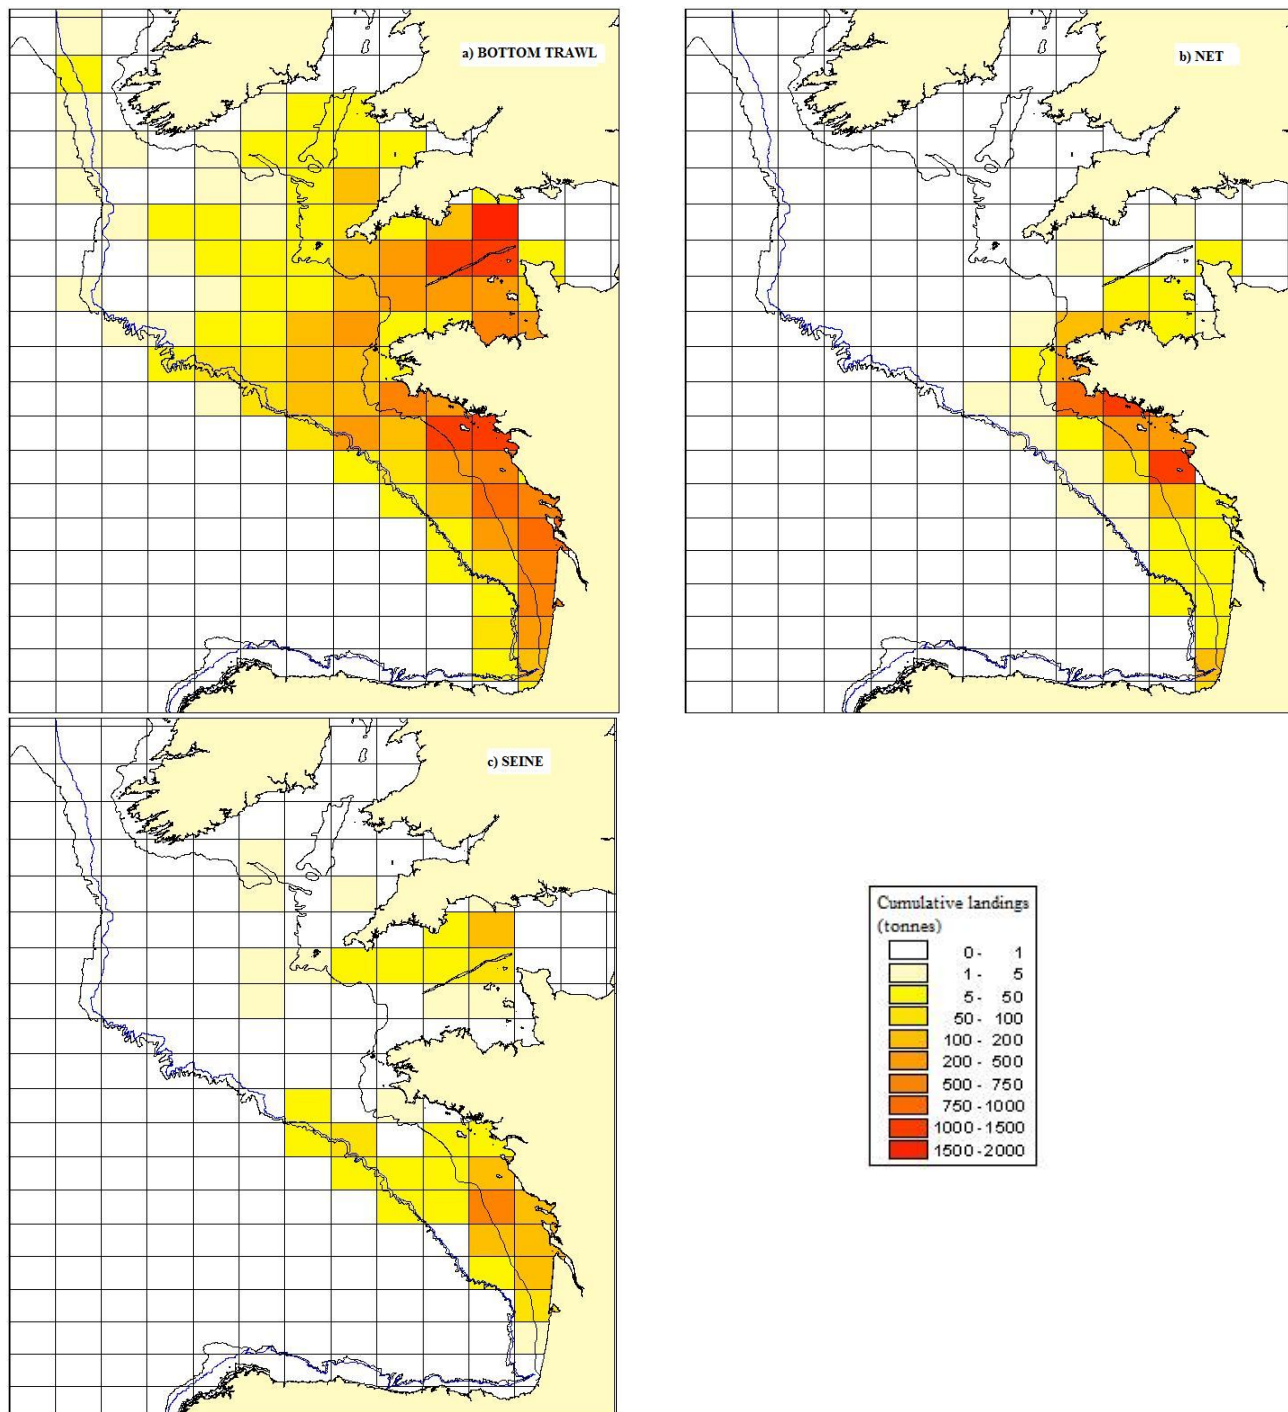 a) BOTTOM TRAWL
b) NET
c) SEINE
Cumulative landings
(tonnes)
0 - 1
1 - 5
5 - 50
50 - 100
100 - 200
200 - 500
500 - 750
750 - 1000
1000 - 1500
1500 - 2000